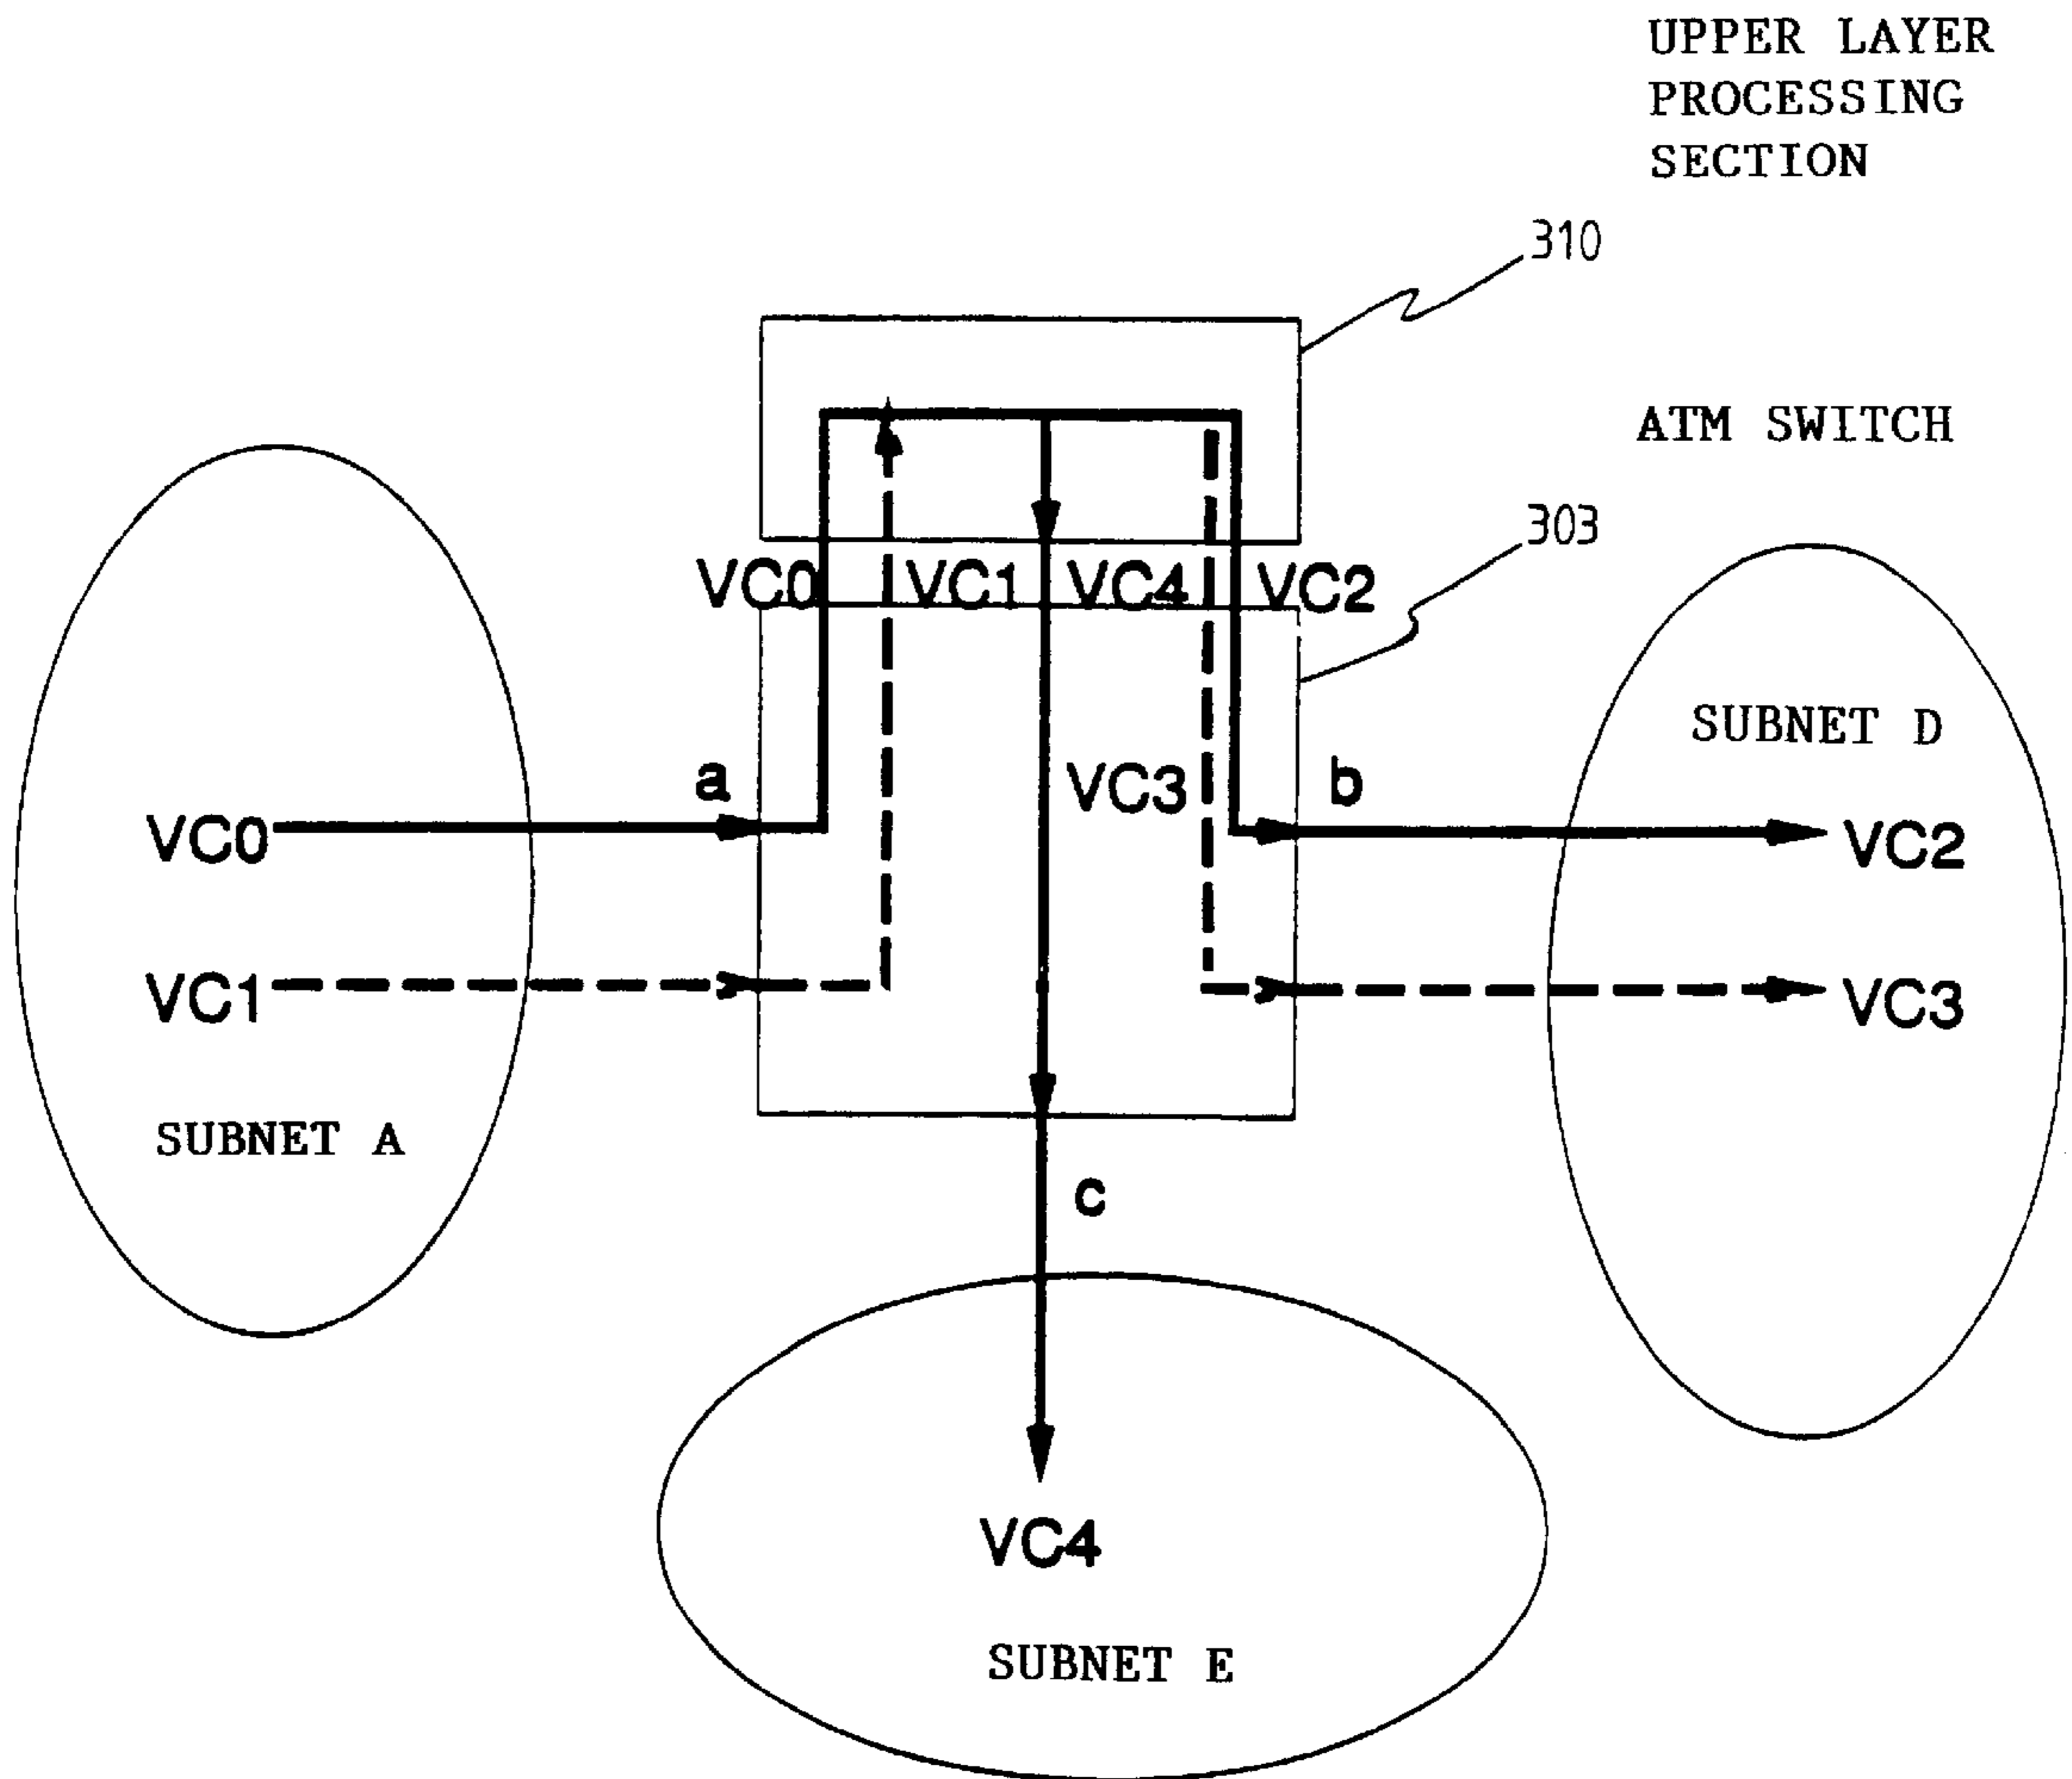 UPPER LAYER
PROCESSING
SECTION
310
ATM SWITCH
303
VC0
VC1
VC4
VC2
SUBNET D
a
VC3
b
VC0
VC2
VC1
VC3
SUBNET A
c
VC4
SUBNET E